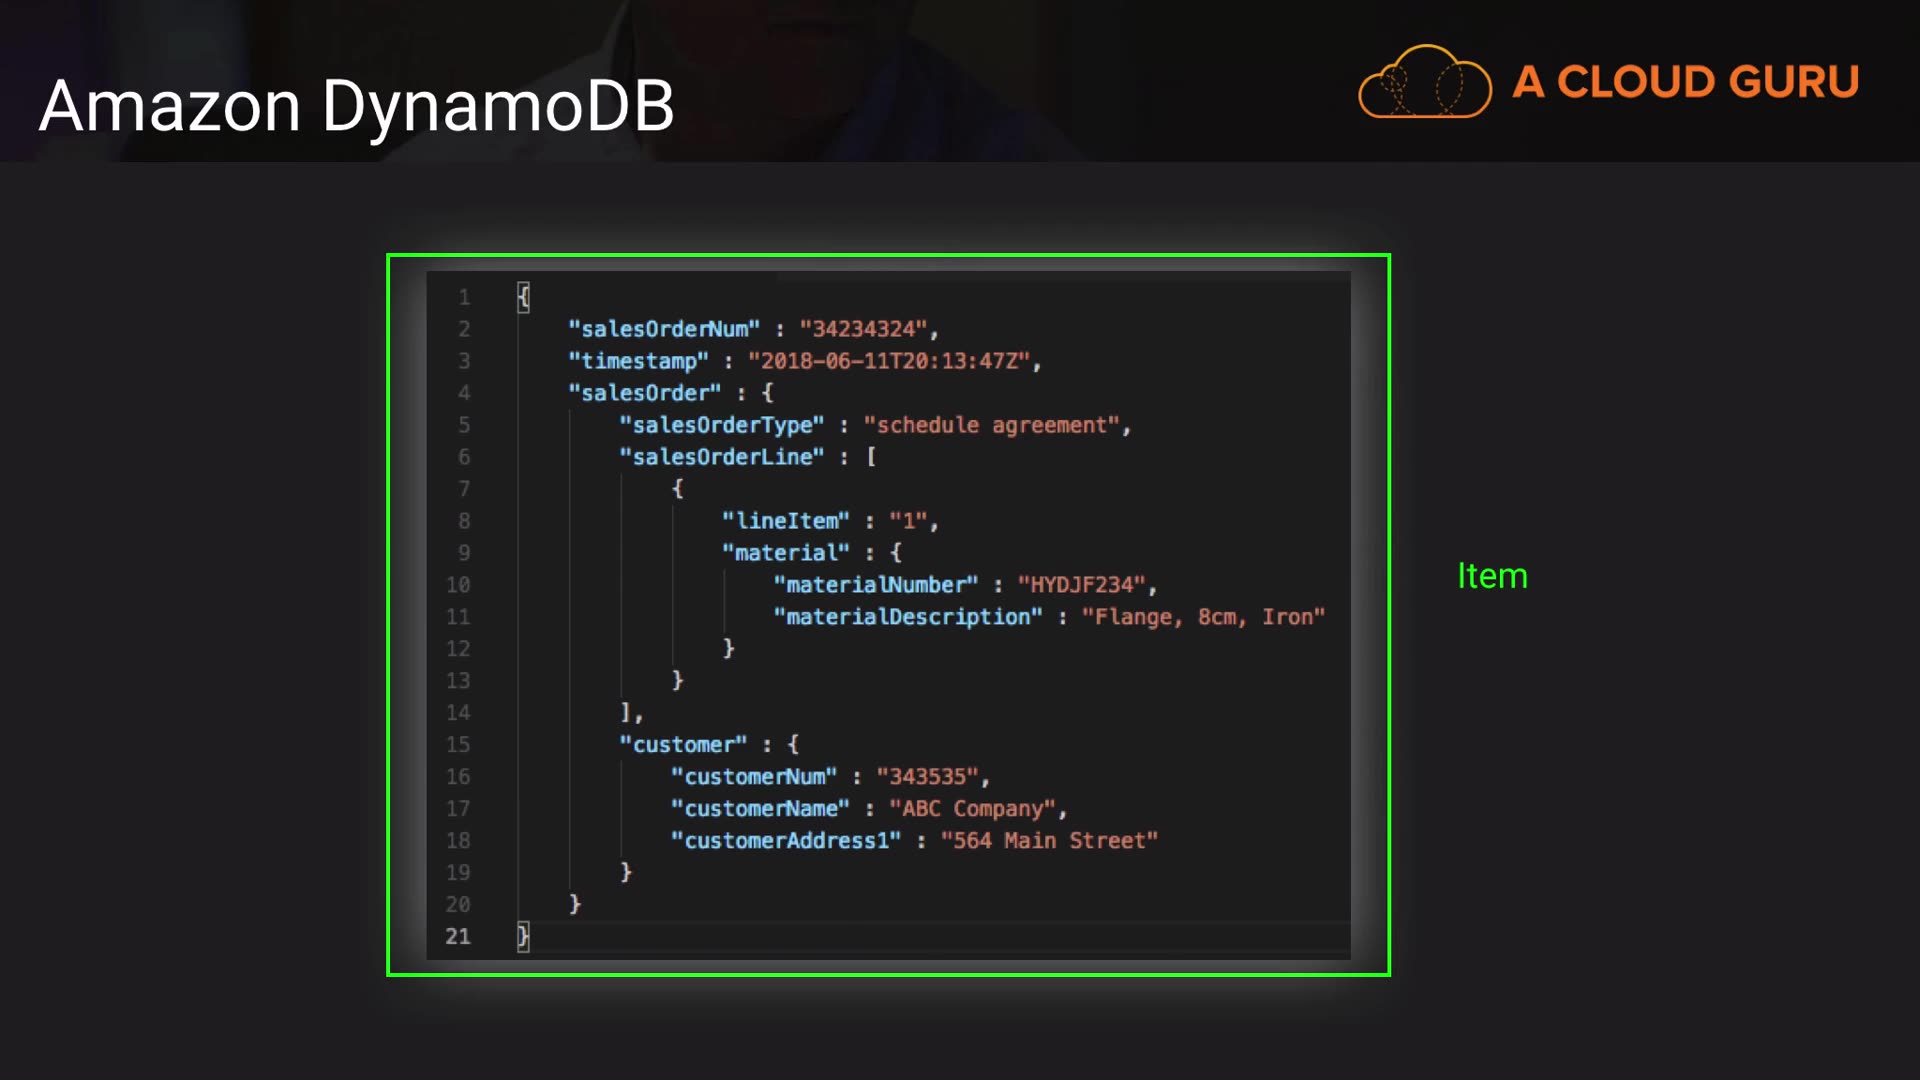 Amazon DynamoDB
A CLOUD GURU
1 {
2 "salesOrderNum" : "34234324",
3 "timestamp" : "2018-06-11T20:13:47Z",
4 "salesOrder" : {
5 "salesOrderType" : "schedule agreement",
6 "salesOrderLine" : [
7 {
8 "lineItem" : "1",
9 "material" : {
10 "materialNumber" : "HYDJF234",
11 "materialDescription" : "Flange, 8cm, Iron"
12 }
13 }
14 ],
15 "customer" : {
16 "customerNum" : "343535",
17 "customerName" : "ABC Company",
18 "customerAddress1" : "564 Main Street"
19 }
20 }
21 }
Item